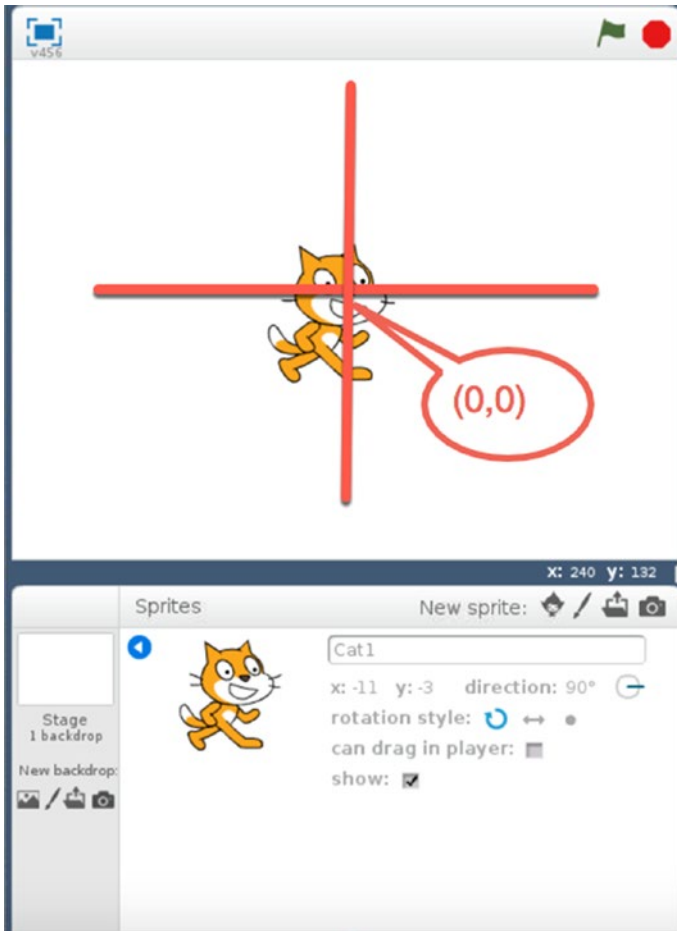 v456
(0,0)
x: 240 y: 132
Sprites New sprite:
Cat1
x: -11 y: -3 direction: 90°
rotation style:
can drag in player:
show:
Stage
1 backdrop
New backdrop: